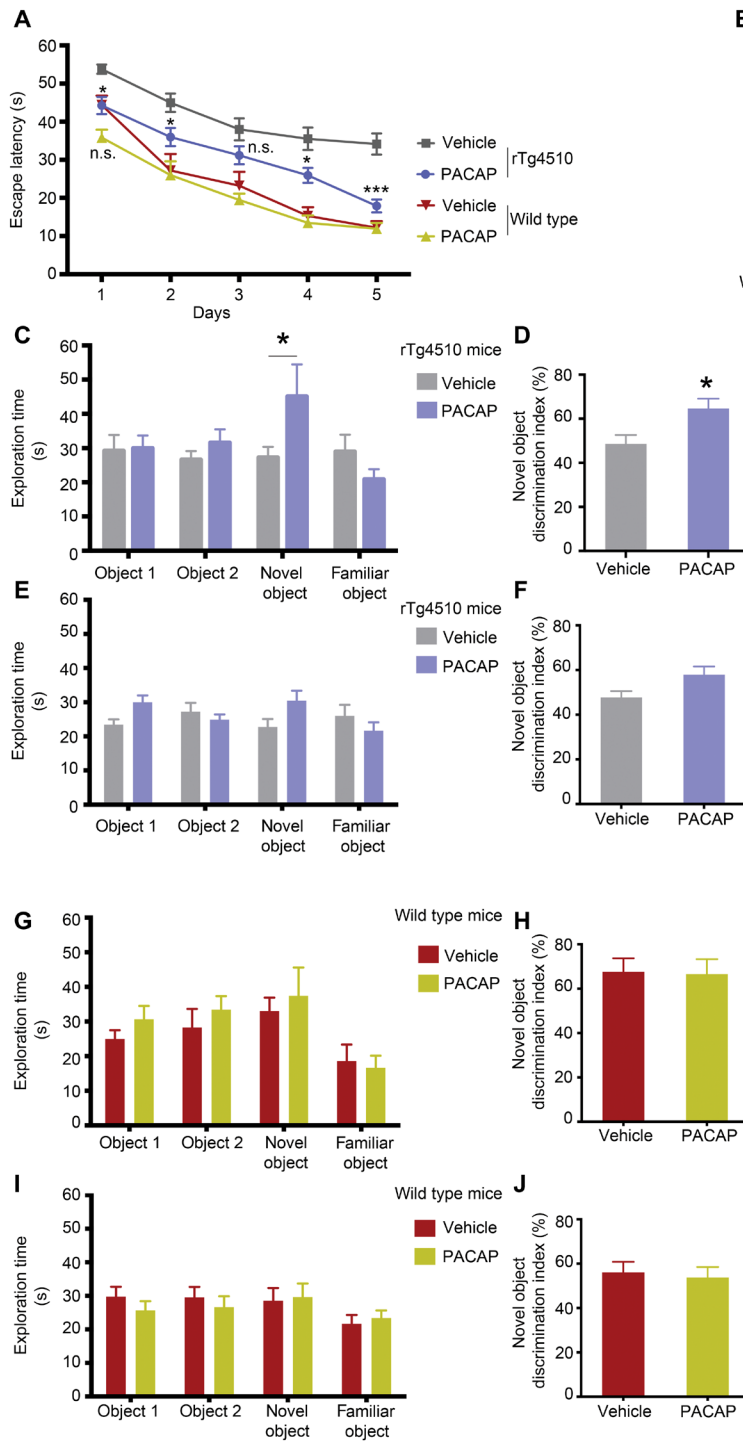 A
E
Escape latency (s)
60
50
40
30
20
10
0
*
n.s.
*
n.s.
*
***
1 2 3 4 5
Days
Vehicle
PACAP
rTg4510
Vehicle
PACAP
Wild type
C
Exploration time
(s)
60
50
40
30
20
10
0
*
rTg4510 mice
Vehicle
PACAP
Object 1 Object 2 Novel object Familiar object
D
Novel object
discrimination index (%)
80
60
40
20
0
*
Vehicle PACAP
E
Exploration time
(s)
60
50
40
30
20
10
0
rTg4510 mice
Vehicle
PACAP
Object 1 Object 2 Novel object Familiar object
F
Novel object
discrimination index (%)
80
60
40
20
0
Vehicle PACAP
G
Exploration time
(s)
60
50
40
30
20
10
0
Wild type mice
Vehicle
PACAP
Object 1 Object 2 Novel object Familiar object
H
Novel object
discrimination index (%)
80
60
40
20
0
Vehicle PACAP
I
Exploration time
(s)
60
50
40
30
20
10
0
Wild type mice
Vehicle
PACAP
Object 1 Object 2 Novel object Familiar object
J
Novel object
discrimination index (%)
80
60
40
20
0
Vehicle PACAP